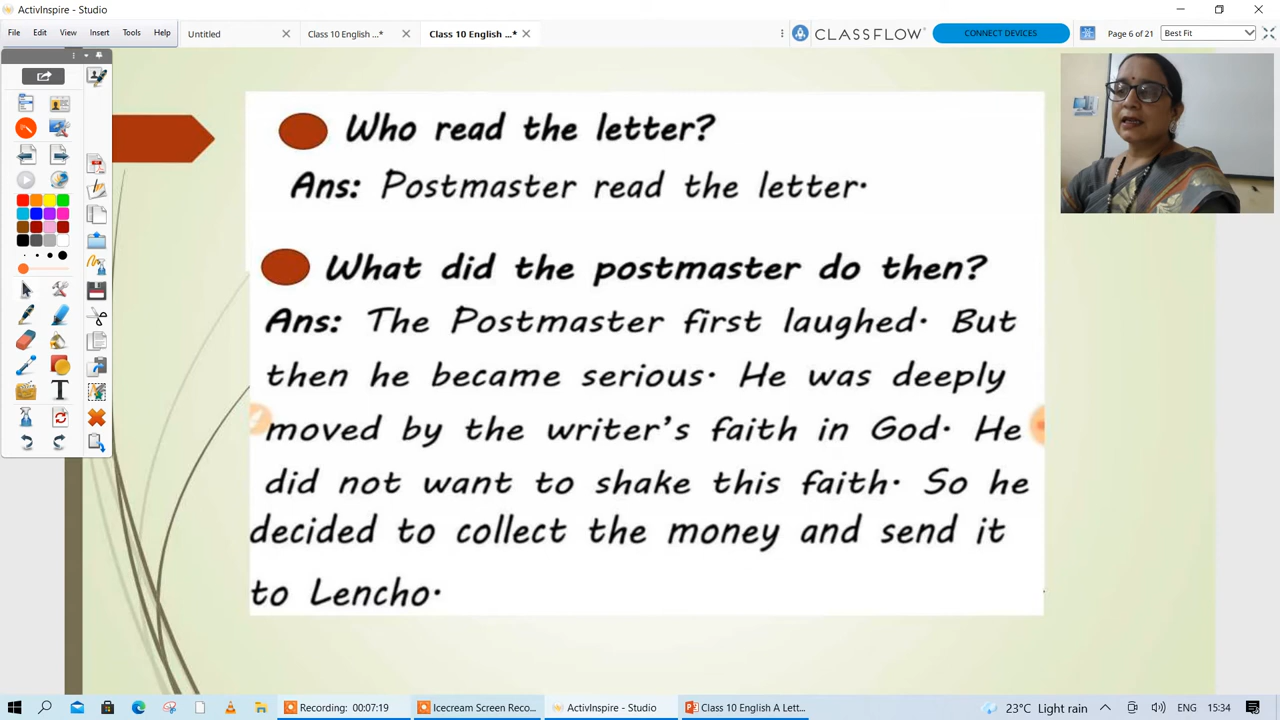 ActivInspire - Studio
File Edit View Insert Tools Help
Untitled
Class 10 English ...*
Class 10 English ...*
CLASSFLOW
CONNECT DEVICES
Page 6 of 21
Best Fit
Who read the letter?
Ans: Postmaster read the letter.
What did the postmaster do then?
Ans: The Postmaster first laughed. But
then he became serious. He was deeply
moved by the writer's faith in God. He
did not want to shake this faith. So he
decided to collect the money and send it
to Lencho.
Recording: 00:07:19
Icecream Screen Reco...
ActivInspire - Studio
Class 10 English A Lett...
23°C Light rain
ENG
15:34